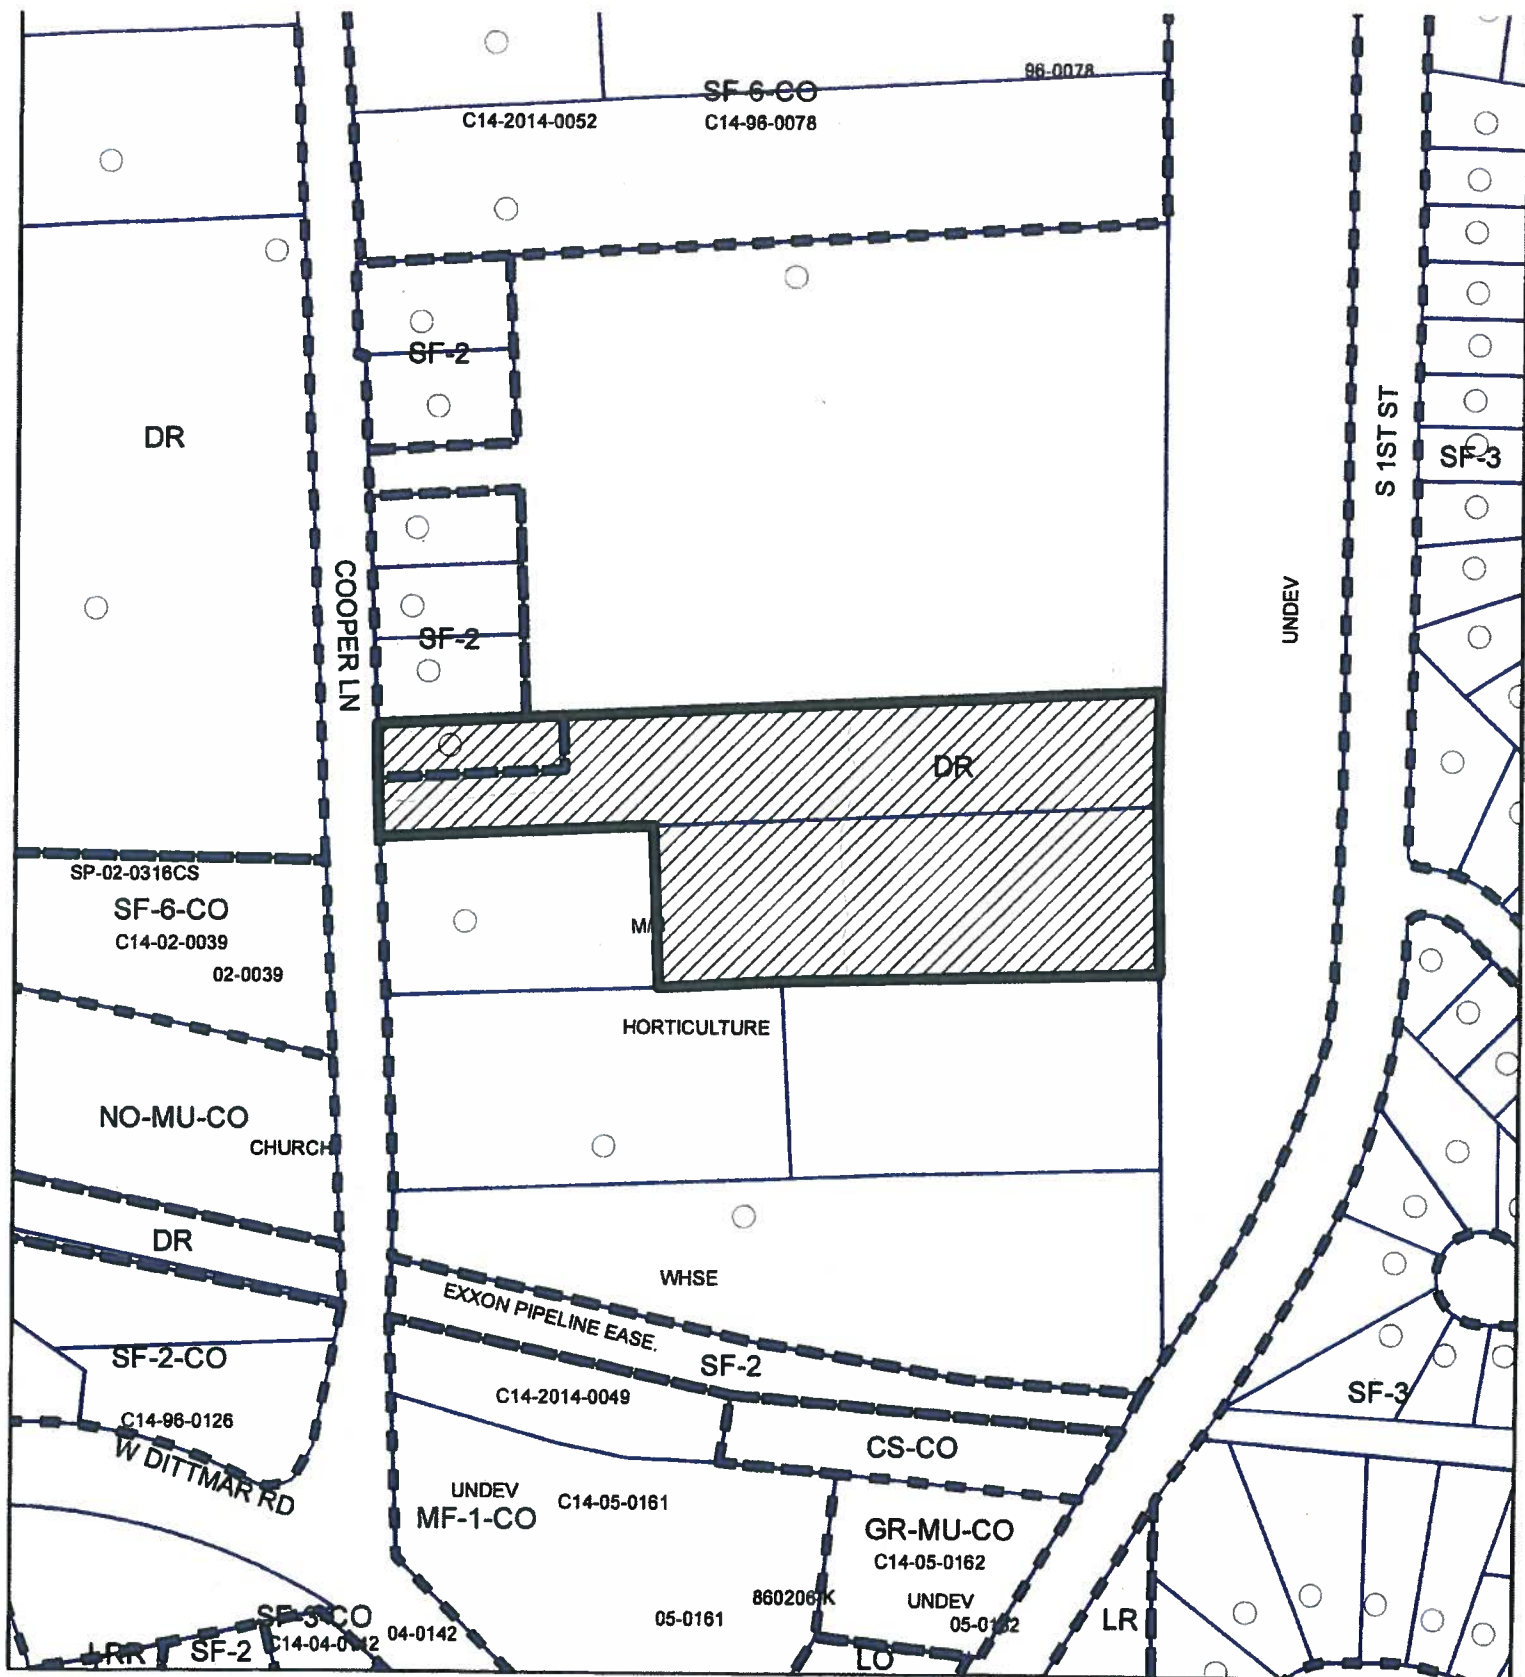 96-0078
SF-6-CO
C14-2014-0052
C14-96-0078
SF-2
DR
S 1ST ST
SF-3
COOPER LN
UNDEV
SF-2
DR
SP-02-0316CS
SF-6-CO
C14-02-0039
02-0039
HORTICULTURE
NO-MU-CO
CHURCH
DR
WHSE
EXXON PIPELINE EASE.
SF-2
SF-2-CO
C14-2014-0049
SF-3
C14-96-0126
CS-CO
W DITTMAR RD
UNDEV
C14-05-0161
MF-1-CO
GR-MU-CO
C14-05-0162
860206-K
UNDEV
SF-3-CO
05-0161
LR
04-0142
SF-2
LO